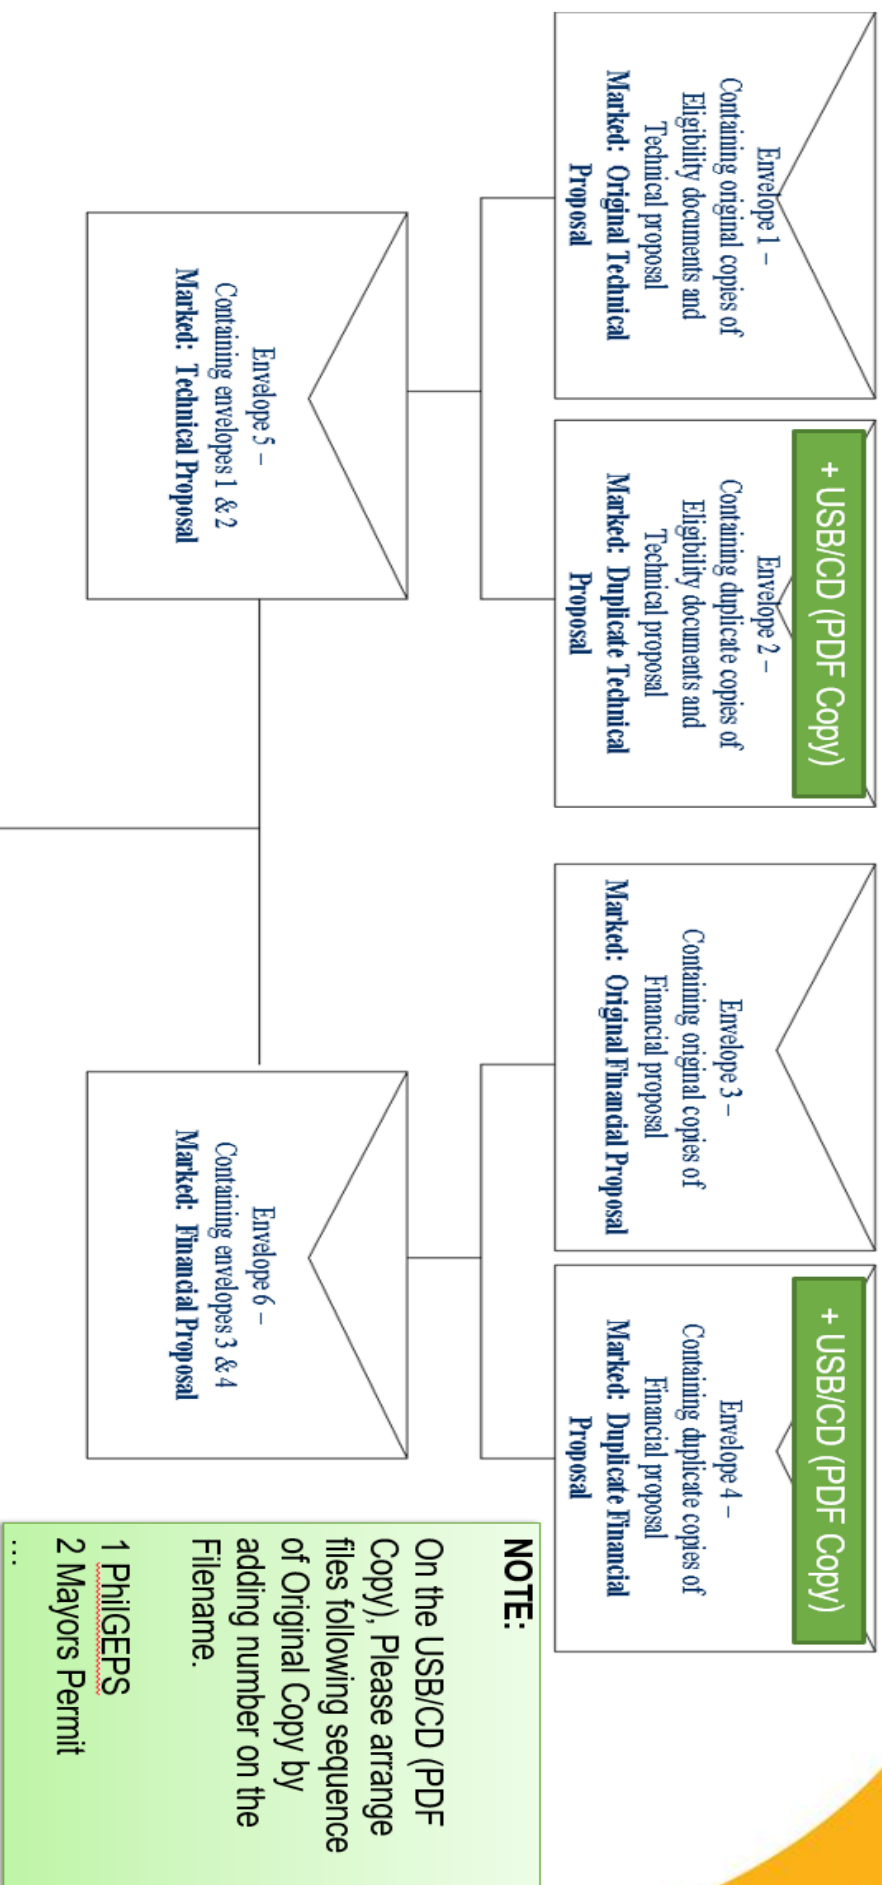 Envelope 1 –
Containing original copies of
Eligibility documents and
Technical proposal
Marked: Original Technical
Proposal
+ USB/CD (PDF Copy)
Envelope 2 –
Containing duplicate copies of
Eligibility documents and
Technical proposal
Marked: Duplicate Technical
Proposal
Envelope 3 –
Containing original copies of
Financial proposal
Marked: Original Financial Proposal
+ USB/CD (PDF Copy)
Envelope 4 –
Containing duplicate copies of
Financial proposal
Marked: Duplicate Financial
Proposal
Envelope 5 –
Containing envelopes 1 & 2
Marked: Technical Proposal
Envelope 6 –
Containing envelopes 3 & 4
Marked: Financial Proposal
NOTE:
On the USB/CD (PDF
Copy), Please arrange
files following sequence
of Original Copy by
adding number on the
Filename.
1 PhilGEPS
2 Mayors Permit
…